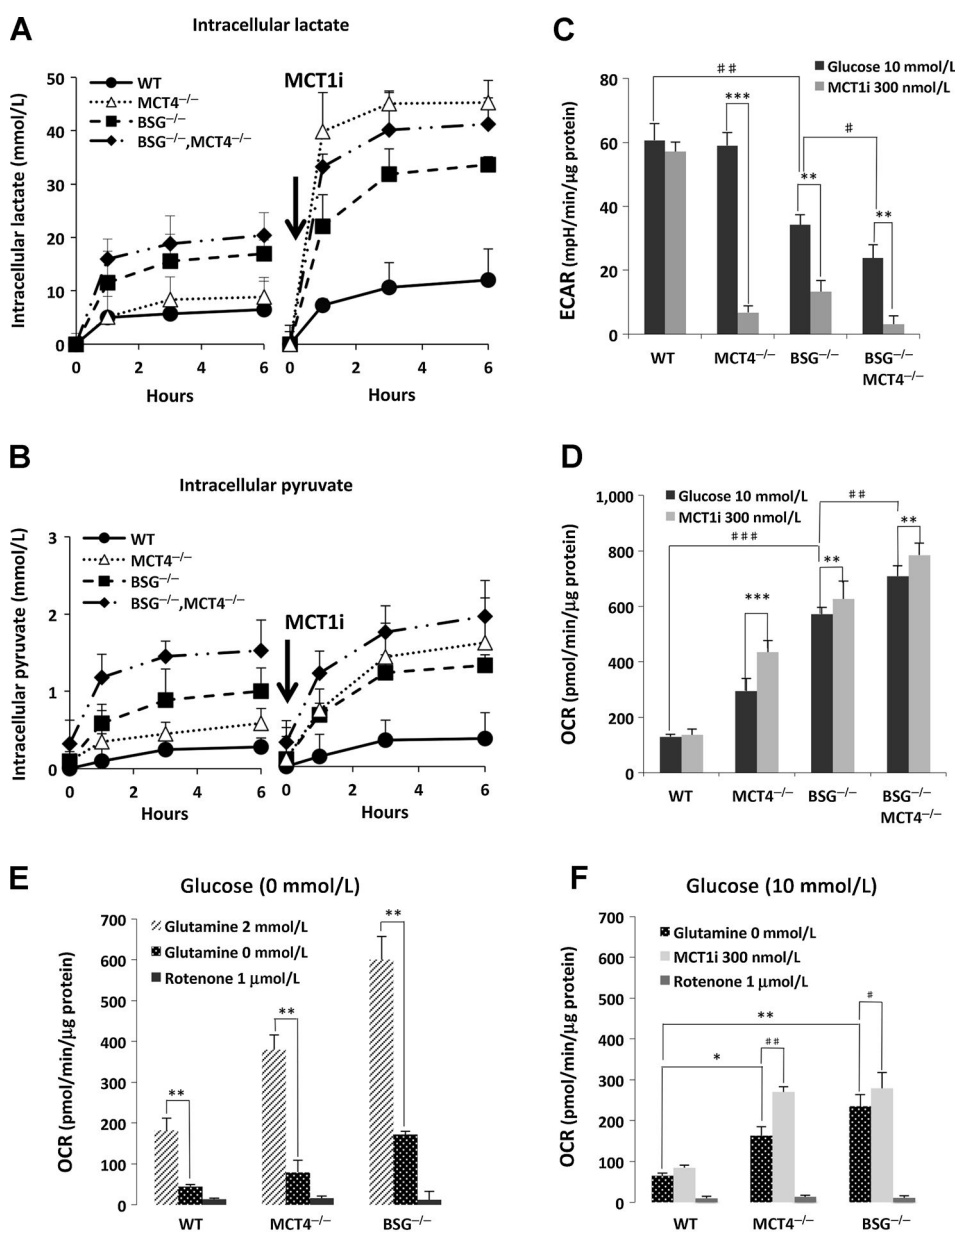 A
Intracellular lactate
Intracellular lactate (mmol/L)
50
40
30
20
10
0
WT
MCT4–/–
BSG–/–
BSG–/–,MCT4–/–
MCT1i
0 2 4 6
0 2 4 6
Hours
Hours
C
ECAR (mpH/min/µg protein)
80
60
40
20
0
Glucose 10 mmol/L
MCT1i 300 nmol/L
##
***
#
**
**
WT
MCT4–/–
BSG–/–
BSG–/–
MCT4–/–
B
Intracellular pyruvate
Intracellular pyruvate (mmol/L)
3
2
1
0
WT
MCT4–/–
BSG–/–
BSG–/–,MCT4–/–
MCT1i
0 2 4 6
0 2 4 6
Hours
Hours
D
OCR (pmol/min/µg protein)
1,000
800
600
400
200
0
Glucose 10 mmol/L
MCT1i 300 nmol/L
##
###
**
**
***
WT
MCT4–/–
BSG–/–
BSG–/–
MCT4–/–
E
Glucose (0 mmol/L)
OCR (pmol/min/µg protein)
700
600
500
400
300
200
100
0
Glutamine 2 mmol/L
Glutamine 0 mmol/L
Rotenone 1 µmol/L
**
**
**
WT
MCT4–/–
BSG–/–
F
Glucose (10 mmol/L)
OCR (pmol/min/µg protein)
700
600
500
400
300
200
100
0
Glutamine 0 mmol/L
MCT1i 300 nmol/L
Rotenone 1 µmol/L
**
#
*
##
WT
MCT4–/–
BSG–/–